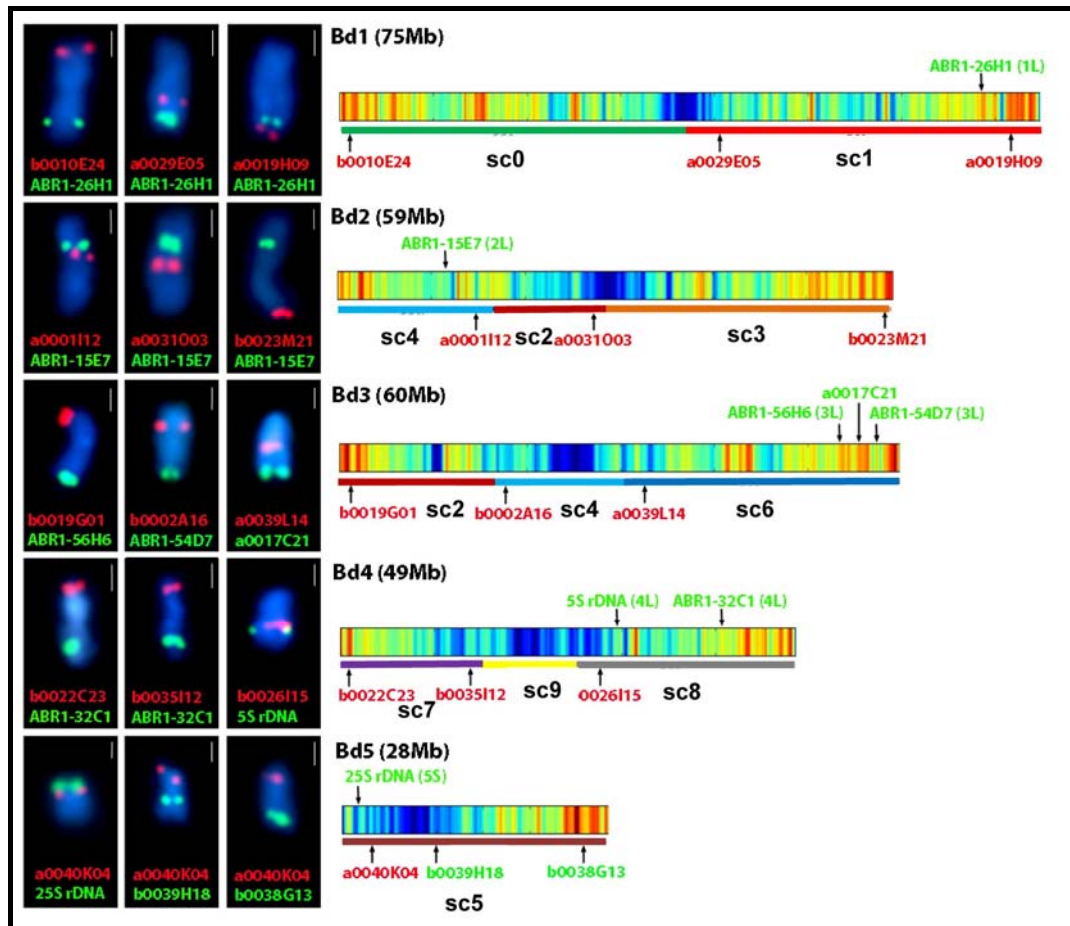 Bd1 (75Mb)
ABR1-26H1 (1L)
b0010E24
a0029E05
a0019H09
ABR1-26H1
ABR1-26H1
ABR1-26H1
b0010E24
sc0
a0029E05
sc1
a0019H09
Bd2 (59Mb)
ABR1-15E7 (2L)
a0001I12
a0031O03
b0023M21
ABR1-15E7
ABR1-15E7
ABR1-15E7
sc4
a0001I12
sc2
a0031O03
sc3
b0023M21
Bd3 (60Mb)
a0017C21
ABR1-56H6 (3L)
ABR1-54D7 (3L)
b0019G01
b0002A16
a0039L14
ABR1-56H6
ABR1-54D7
a0017C21
b0019G01
sc2
b0002A16
sc4
a0039L14
sc6
Bd4 (49Mb)
5S rDNA (4L)
ABR1-32C1 (4L)
b0022C23
b0035I12
b0026I15
ABR1-32C1
ABR1-32C1
5S rDNA
b0022C23
sc7
b0035I12
sc9
0026I15
sc8
Bd5 (28Mb)
25S rDNA (5S)
a0040K04
a0040K04
a0040K04
25S rDNA
b0039H18
b0038G13
a0040K04
b0039H18
b0038G13
sc5